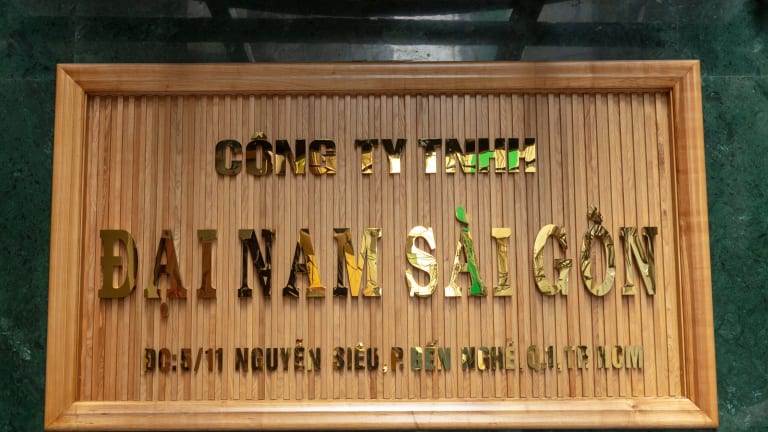 CÔNG TY TNHH
ĐẠI NAM SÀI GÒN
ĐC:5/11 NGUYỄN SIÊU, P. BẾN NGHÉ, Q.1, TP. HCM